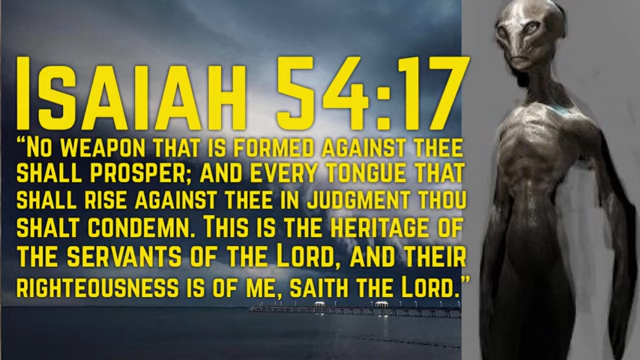 Isaiah 54:17
“No weapon that is formed against thee
shall prosper; and every tongue that
shall rise against thee in judgment thou
shalt condemn. This is the heritage of
the servants of the Lord, and their
righteousness is of me, saith the Lord.”